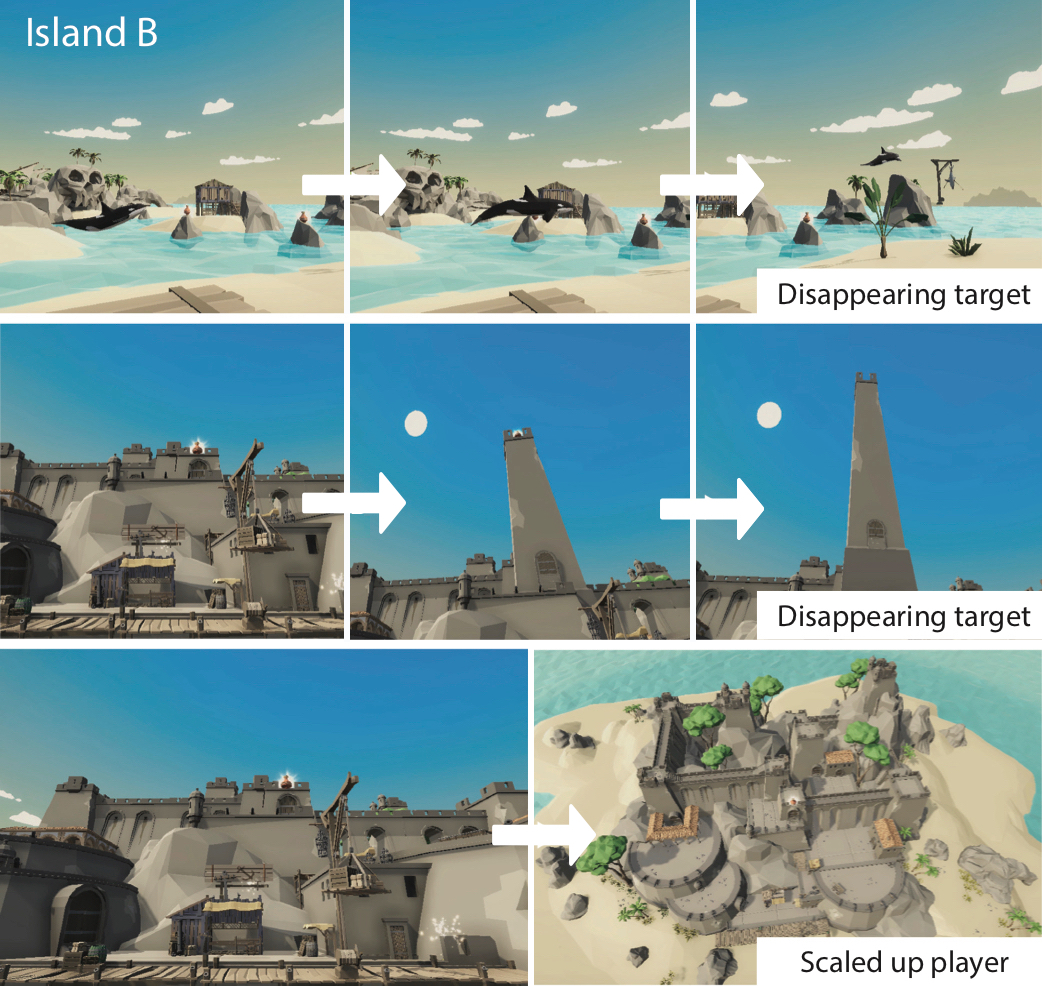 Island B
Disappearing target
Disappearing target
Scaled up player